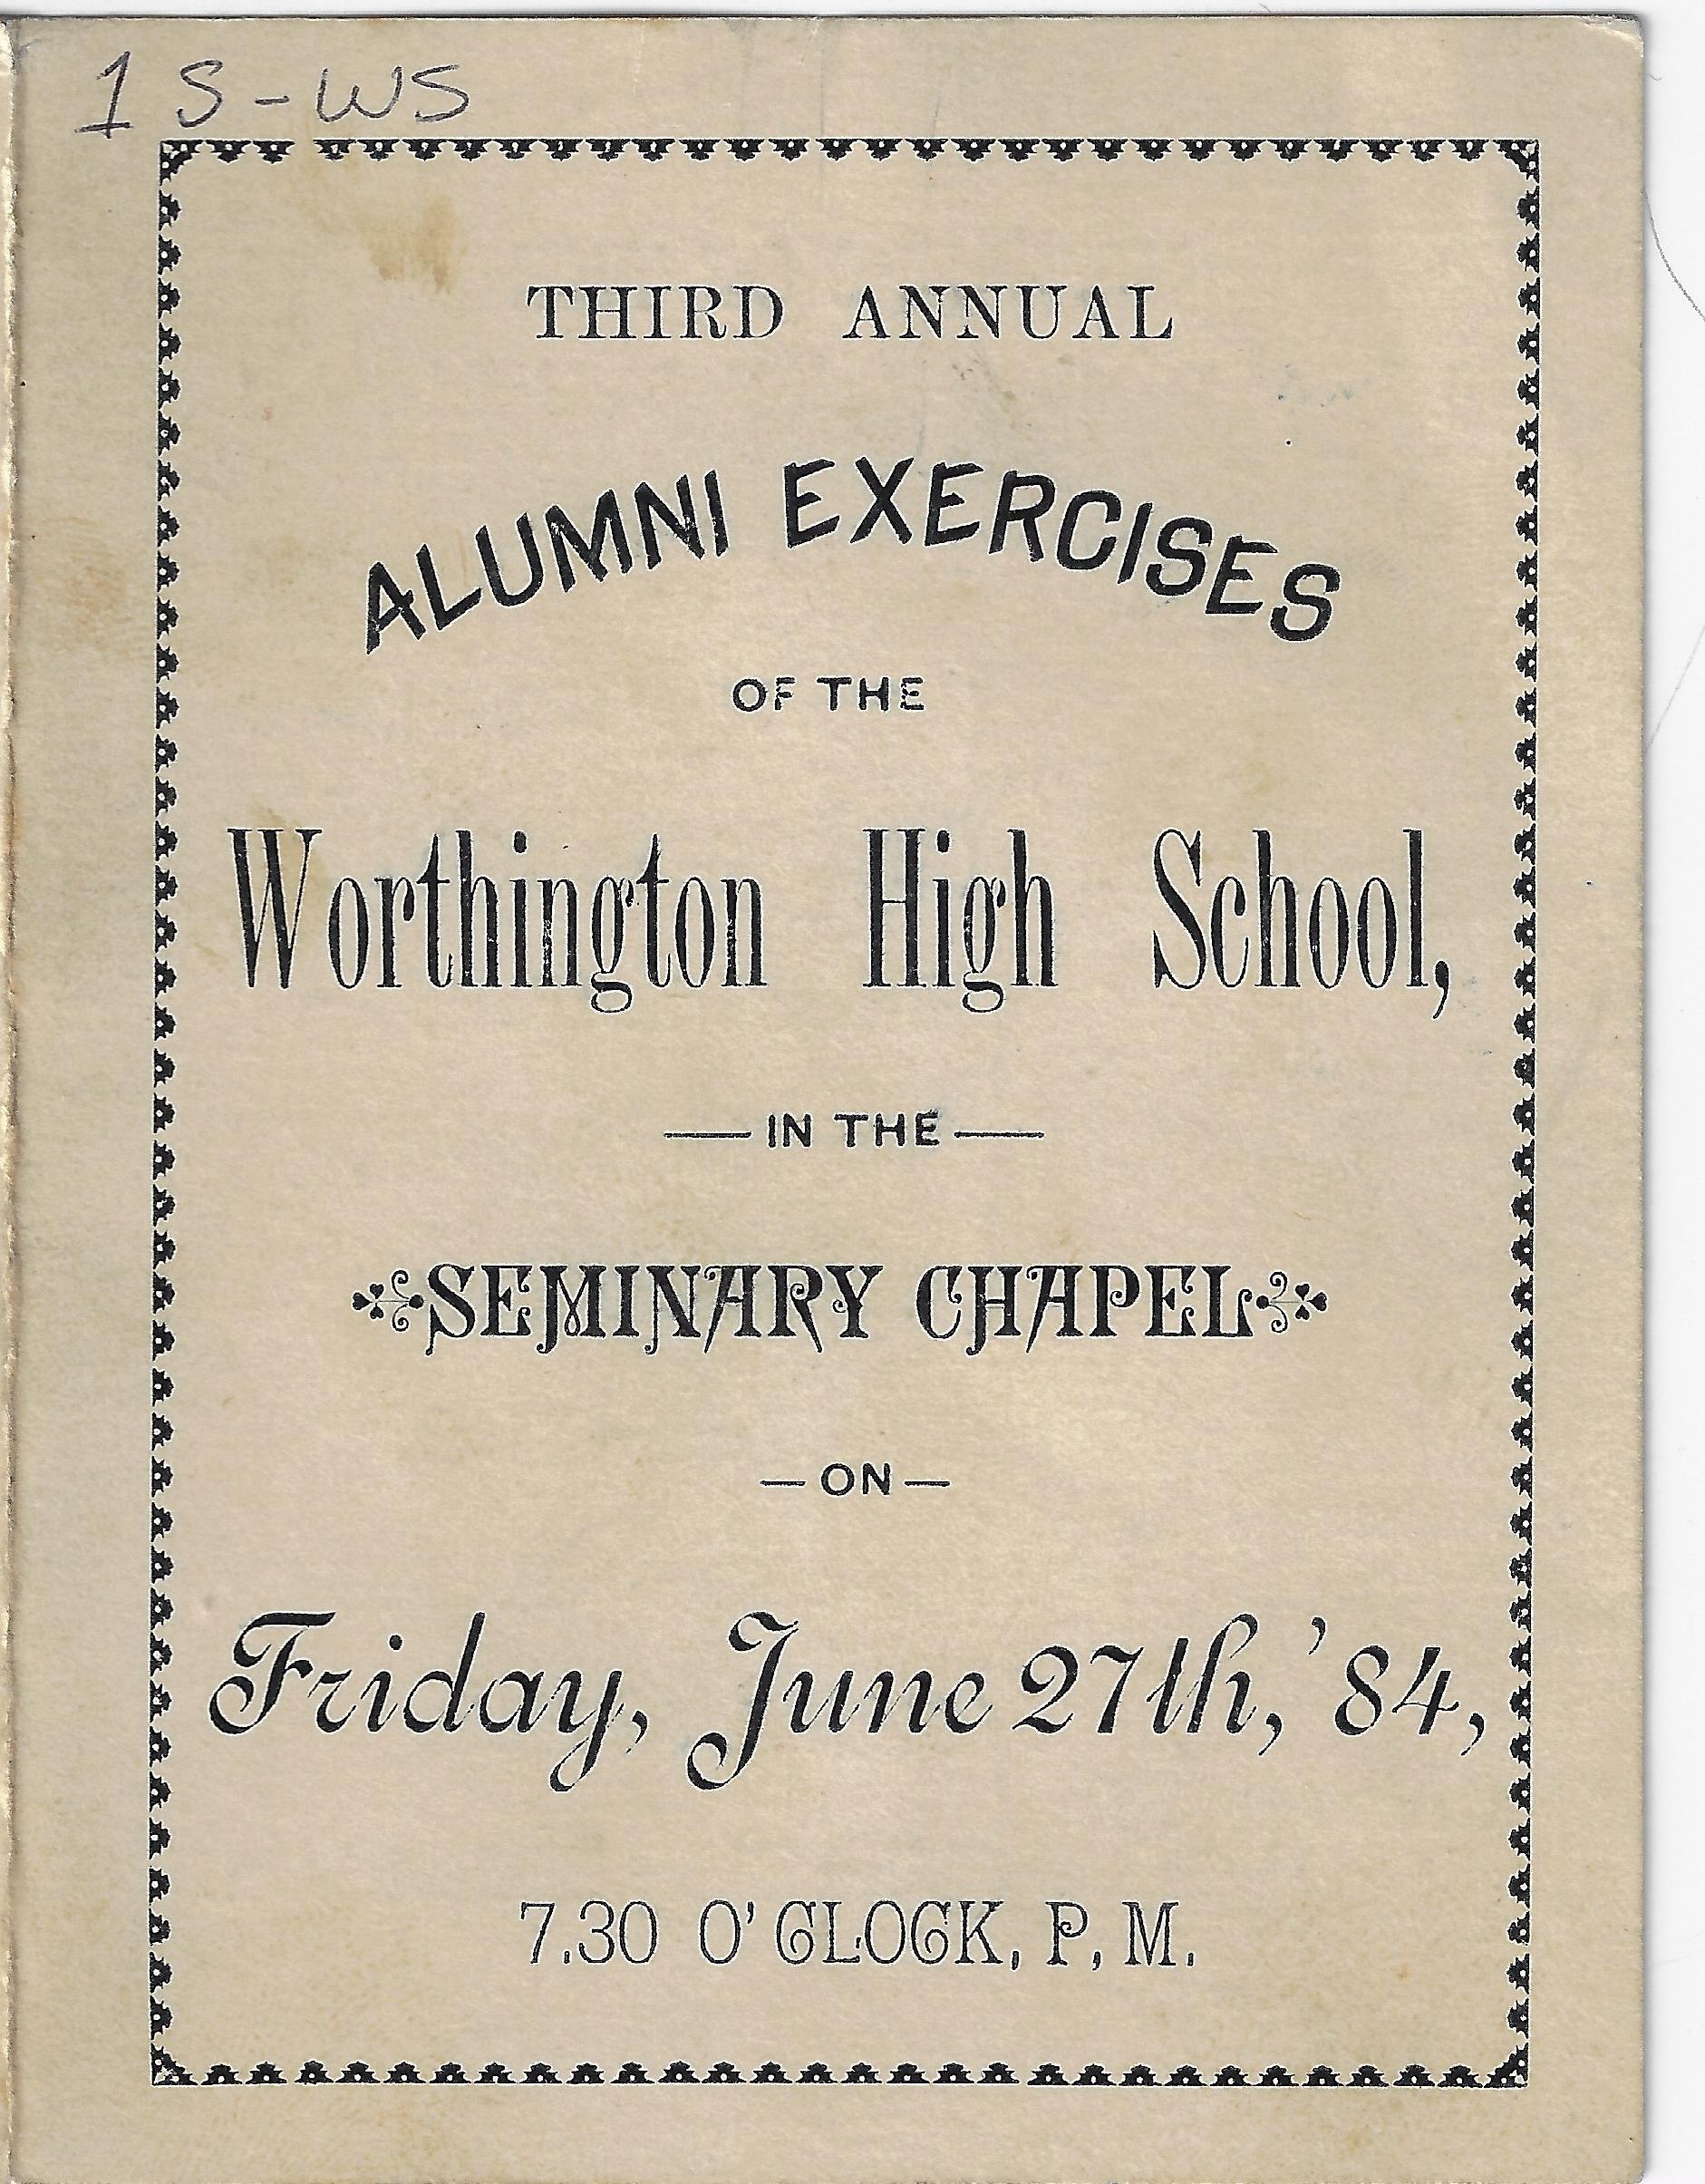 1 S-WS
THIRD ANNUAL
ALUMNI EXERCISES
OF THE
Worthington High School,
— IN THE —
SEMINARY CHAPEL
— ON —
Friday, June 27th, '84,
7.30 O'CLOCK, P, M.